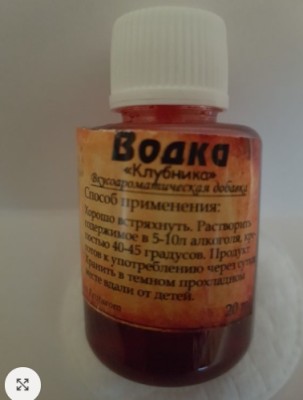 Водка
«Клубника»
Вкусоароматическая добавка
Способ применения:
Хорошо встряхнуть. Растворить
содержимое в 5-10л алкоголя, кре-
постью 40-45 градусов. Продукт
готов к употреблению через сутки.
Хранить в темном прохладном
месте вдали от детей.
20